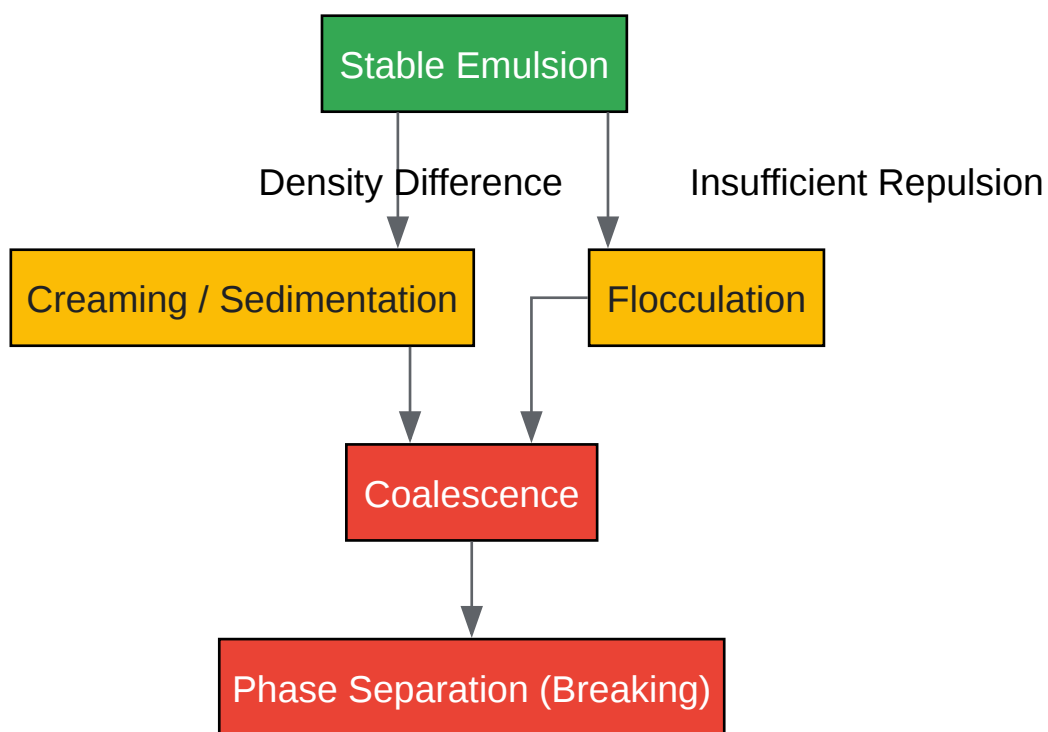 Stable Emulsion
Density Difference
Insufficient Repulsion
Creaming / Sedimentation
Flocculation
Coalescence
Phase Separation (Breaking)